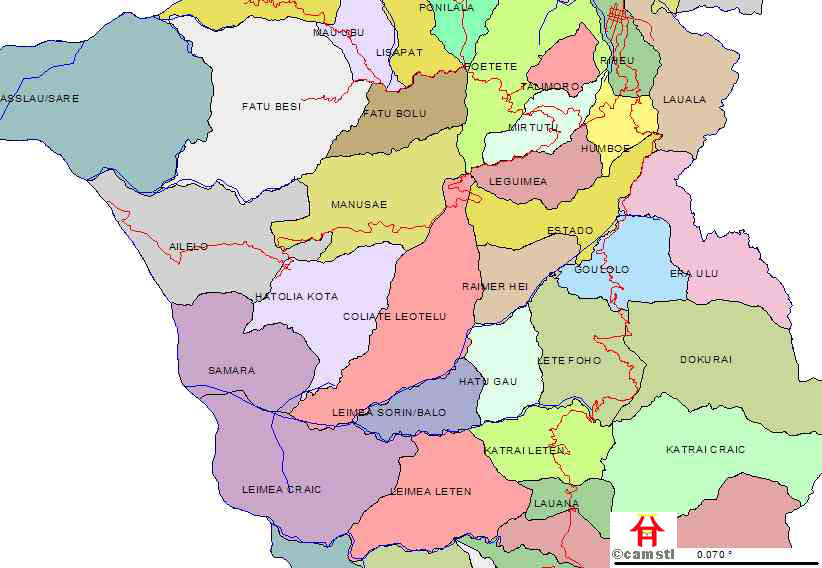 PONILALA
MAU UBU
LISAPAT
POETETE
RIHEU
ASSLAU/SARE
TALIMORO
LAUALA
FATU BESI
FATU BOLU
MIRTUTU
HUMBOE
LEGUIMEA
MANUSAE
ESTADO
AILELO
GOULOLO
ERA ULU
RAIMER HEI
HATOLIA KOTA
COLIATE LEOTELU
LETE FOHO
DOKURAI
SAMARA
HATU GAU
LEIMEA SORIN/BALO
KATRAI LETEN
KATRAI CRAIC
LEIMEA CRAIC
LEIMEA LETEN
LAUANA
©camstl
0.070 °